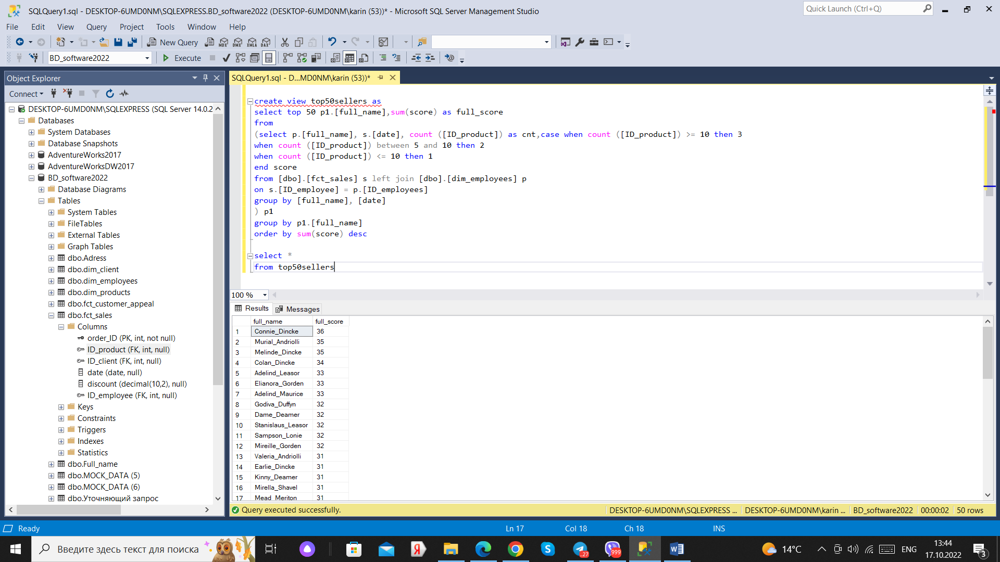 SQLQuery1.sql - DESKTOP-6UMD0NM\SQLEXPRESS.BD_software2022 (DESKTOP-6UMD0NM\karin (53))* - Microsoft SQL Server Management Studio
Quick Launch (Ctrl+Q)
File Edit View Query Project Tools Window Help
New Query
MDX DMX XMLA DAX
BD_software2022
Execute
Object Explorer
Connect
DESKTOP-6UMD0NM\SQLEXPRESS (SQL Server 14.0.2
Databases
System Databases
Database Snapshots
AdventureWorks2017
AdventureWorksDW2017
BD_software2022
Database Diagrams
Tables
System Tables
FileTables
External Tables
Graph Tables
dbo.Adress
dbo.dim_client
dbo.dim_employees
dbo.dim_products
dbo.fct_customer_appeal
dbo.fct_sales
Columns
order_ID (PK, int, not null)
ID_product (FK, int, null)
ID_client (FK, int, null)
date (date, null)
discount (decimal(10,2), null)
ID_employee (FK, int, null)
Keys
Constraints
Triggers
Indexes
Statistics
dbo.Full_name
dbo.MOCK_DATA (5)
dbo.MOCK_DATA (6)
dbo.Уточняющий запрос
SQLQuery1.sql - D...MD0NM\karin (53))*
create view top50sellers as
select top 50 p1.[full_name],sum(score) as full_score
from
(select p.[full_name], s.[date], count ([ID_product]) as cnt,case when count ([ID_product]) >= 10 then 3
when count ([ID_product]) between 5 and 10 then 2
when count ([ID_product]) <= 10 then 1
end score
from [dbo].[fct_sales] s left join [dbo].[dim_employees] p
on s.[ID_employee] = p.[ID_employees]
group by [full_name], [date]
) p1
group by p1.[full_name]
order by sum(score) desc
select *
from top50sellers
100 %
Results Messages
full_name full_score
1 Connie_Dincke 36
2 Murial_Andriolli 35
3 Melinde_Dincke 35
4 Colan_Dincke 34
5 Adelind_Leasor 33
6 Elianora_Gorden 33
7 Adelind_Maurice 33
8 Godiva_Duffyn 32
9 Dame_Deamer 32
10 Stanislaus_Leasor 32
11 Sampson_Lonie 32
12 Mireille_Gorden 32
13 Valeria_Andriolli 31
14 Earlie_Dincke 31
15 Kinny_Deamer 31
16 Mirella_Shavel 31
17 Mead_Meriton 31
Query executed successfully.
DESKTOP-6UMD0NM\SQLEXPRESS ... DESKTOP-6UMD0NM\karin ... BD_software2022 00:00:02 50 rows
Ready
Ln 17 Col 18 Ch 18 INS
Введите здесь текст для поиска
Я
..27
999
14°C
ENG
13:44
17.10.2022
3